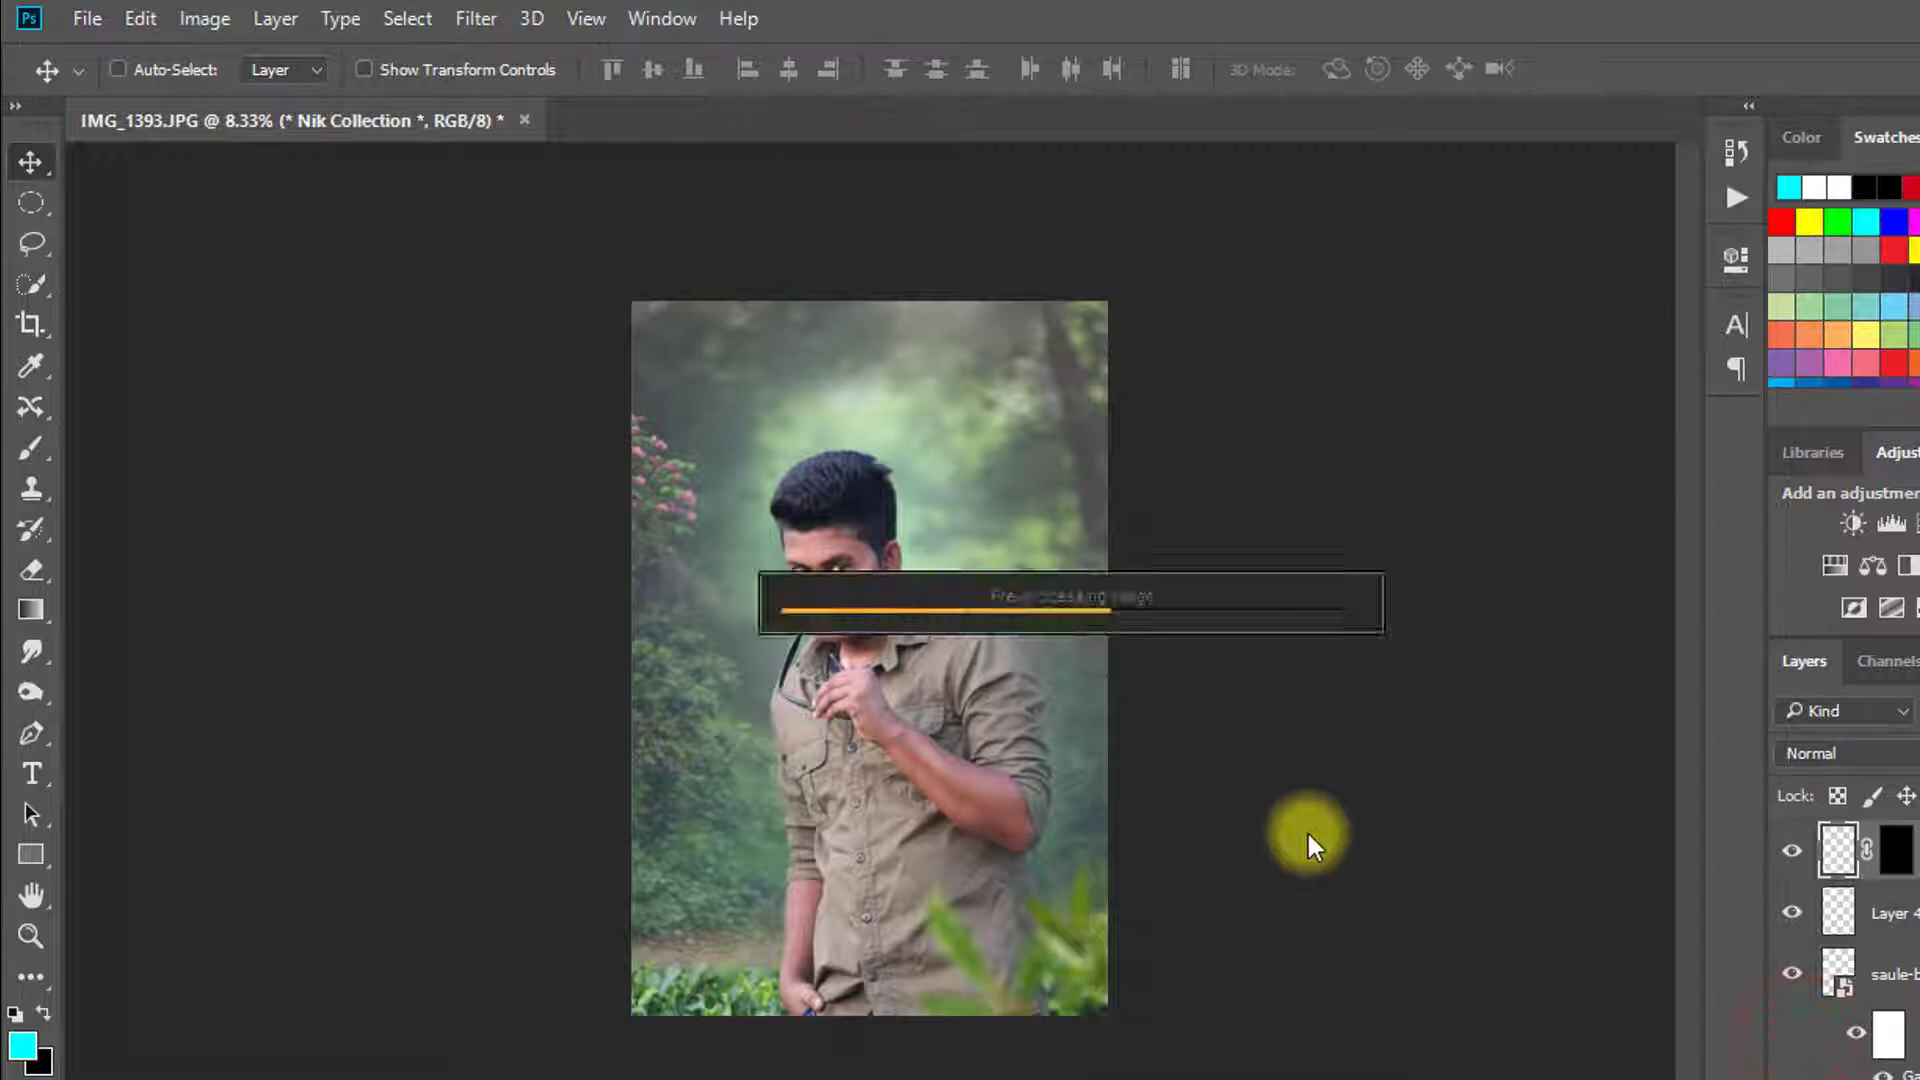 Ps File Edit Image Layer Type Select Filter 3D View Window Help
Auto-Select: Layer Show Transform Controls 3D Mode:
IMG_1393.JPG @ 8.33% (* Nik Collection *, RGB/8) * ×
Color Swatches
Libraries Adjust
Add an adjustmen
Layers Channels
Kind
Normal
Lock:
Layer 4
saule-b